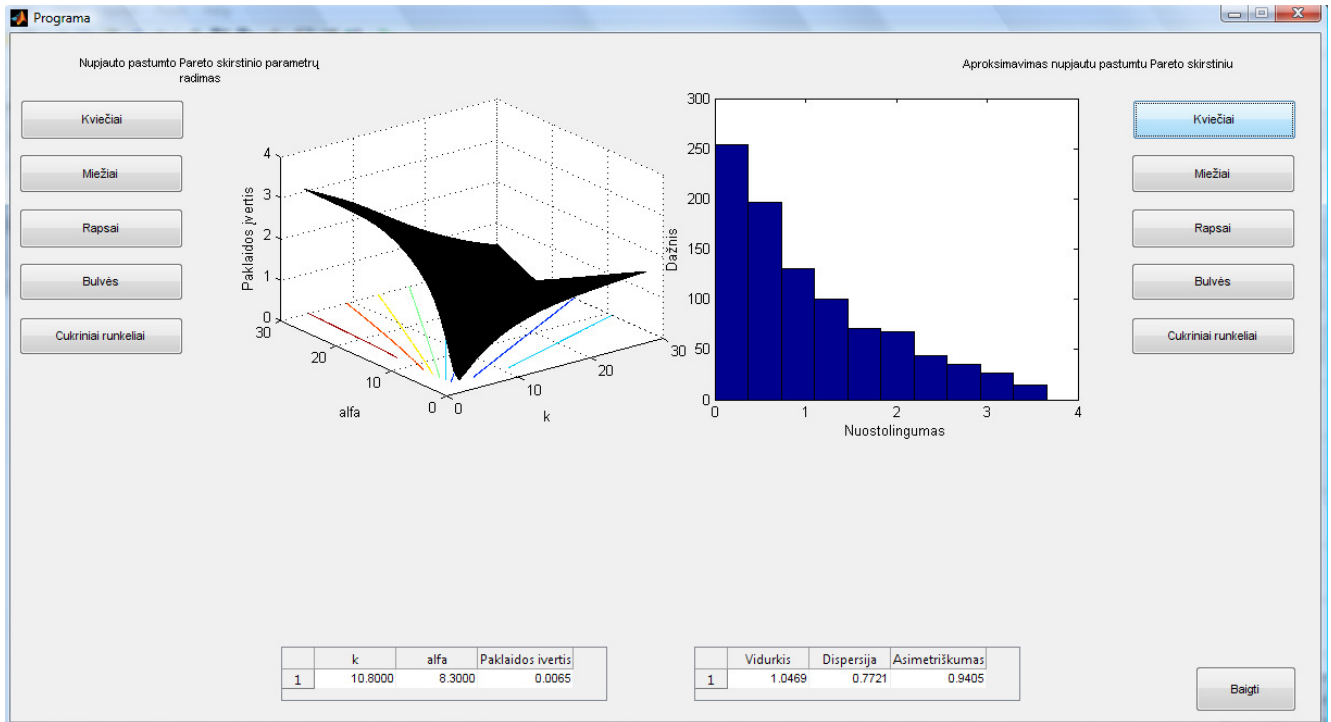 Programa
Nupjauto pastumto Pareto skirstinio parametrų
radimas
Kviečiai
Miežiai
Rapsai
Bulvės
Cukriniai runkeliai
4
3
2
1
0
Paklaidos įvertis
30
20
10
0
alfa
0
10
20
30
k
Aproksimavimas nupjautu pastumtu Pareto skirstiniu
300
250
200
150
100
50
0
Dažnis
0 1 2 3 4
Nuostolingumas
Kviečiai
Miežiai
Rapsai
Bulvės
Cukriniai runkeliai
k alfa Paklaidos ivertis
1 10.8000 8.3000 0.0065
Vidurkis Dispersija Asimetriškumas
1 1.0469 0.7721 0.9405
Baigti